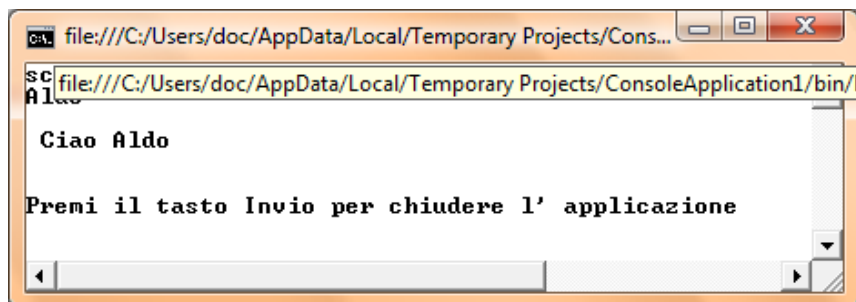 file:///C:/Users/doc/AppData/Local/Temporary Projects/Cons...
file:///C:/Users/doc/AppData/Local/Temporary Projects/ConsoleApplication1/bin/
Aldo
Ciao Aldo
Premi il tasto Invio per chiudere l' applicazione